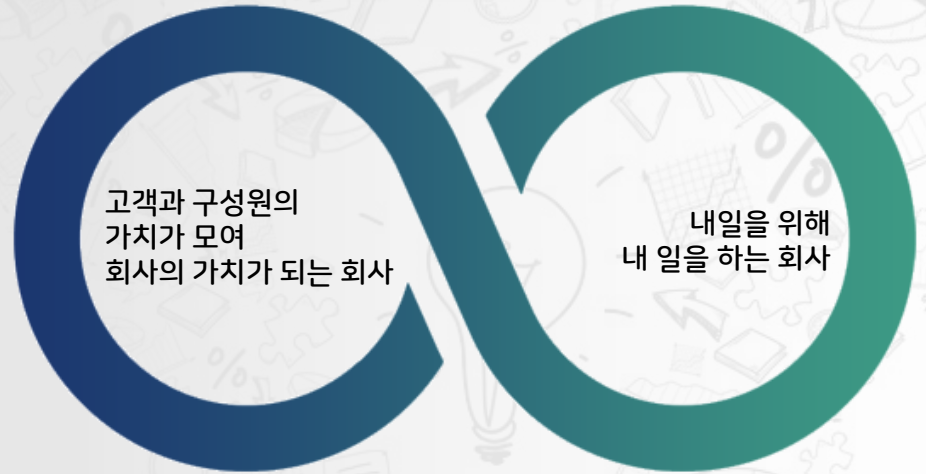 고객과 구성원의
가치가 모여
회사의 가치가 되는 회사
내일을 위해
내 일을 하는 회사